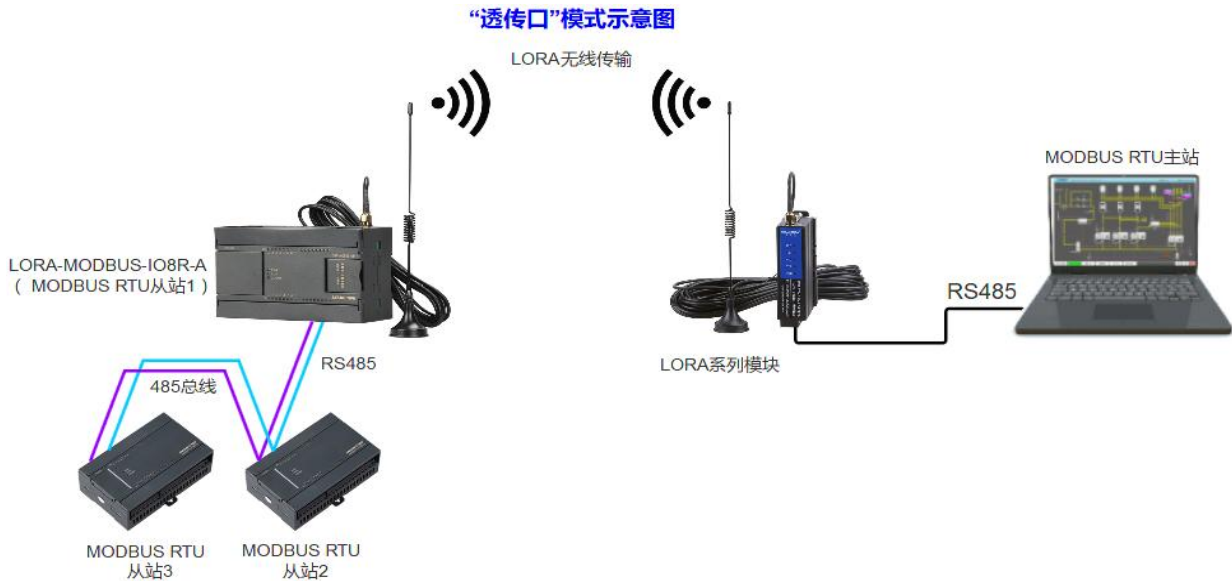 “透传口”模式示意图
LORA无线传输
MODBUS RTU主站
LORA-MODBUS-IO8R-A
（ MODBUS RTU从站1）
RS485
LORA系列模块
RS485
485总线
MODBUS RTU
从站3
MODBUS RTU
从站2